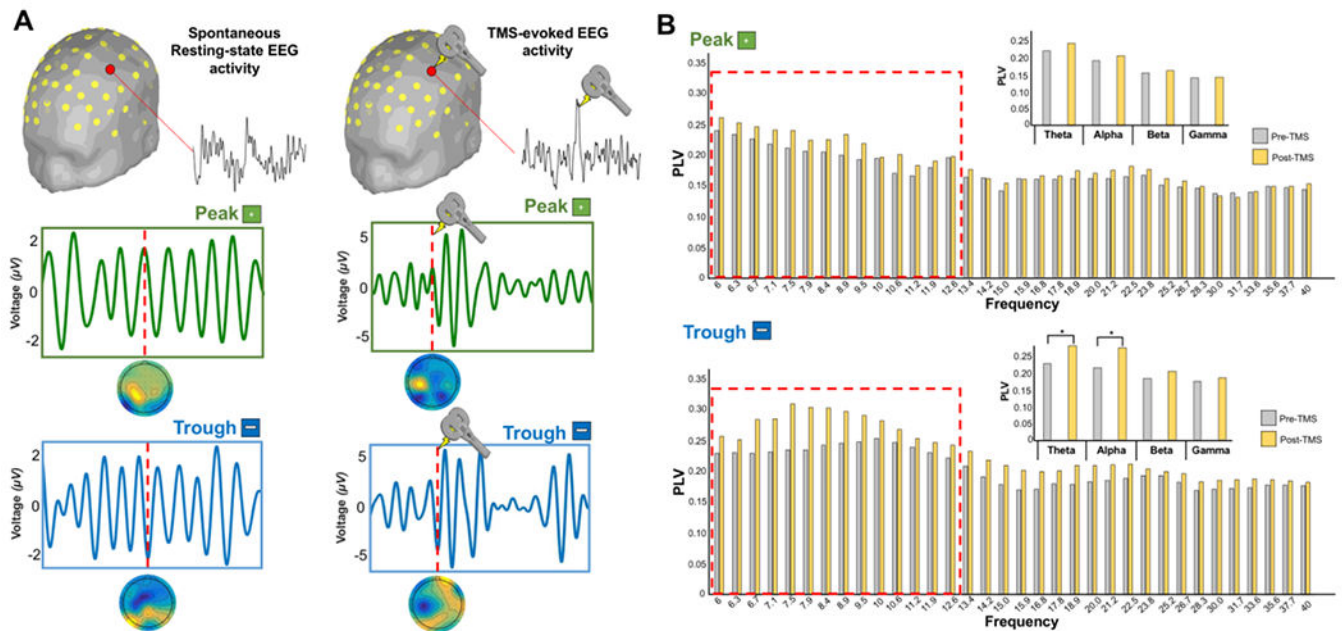 A
Spontaneous
Resting-state EEG
activity
TMS-evoked EEG
activity
Peak +
Voltage (µV)
2
0
-2
Peak +
Voltage (µV)
5
0
-5
Trough −
Voltage (µV)
2
0
-2
Trough −
Voltage (µV)
5
0
-5
B
Peak +
PLV
0.35
0.30
0.25
0.20
0.15
0.10
0.05
0
6 6.3 6.7 7.1 7.5 7.9 8.4 8.9 9.5 10 10.6 11.2 11.9 12.6 13.4 14.2 15.0 15.9 16.8 17.8 18.9 20.0 21.2 22.5 23.8 25.2 26.7 28.3 30.0 31.7 33.6 35.6 37.7 40
Frequency
PLV
0.25
0.20
0.15
0.10
0.05
0
Theta Alpha Beta Gamma
Pre-TMS
Post-TMS
Trough −
PLV
0.35
0.30
0.25
0.20
0.15
0.10
0.05
0
6 6.3 6.7 7.1 7.5 7.9 8.4 8.9 9.5 10 10.6 11.2 11.9 12.6 13.4 14.2 15.0 15.9 16.8 17.8 18.9 20.0 21.2 22.5 23.8 25.2 26.7 28.3 30.0 31.7 33.6 35.6 37.7 40
Frequency
PLV
0.25
0.20
0.15
0.10
0.05
0
* *
Theta Alpha Beta Gamma
Pre-TMS
Post-TMS